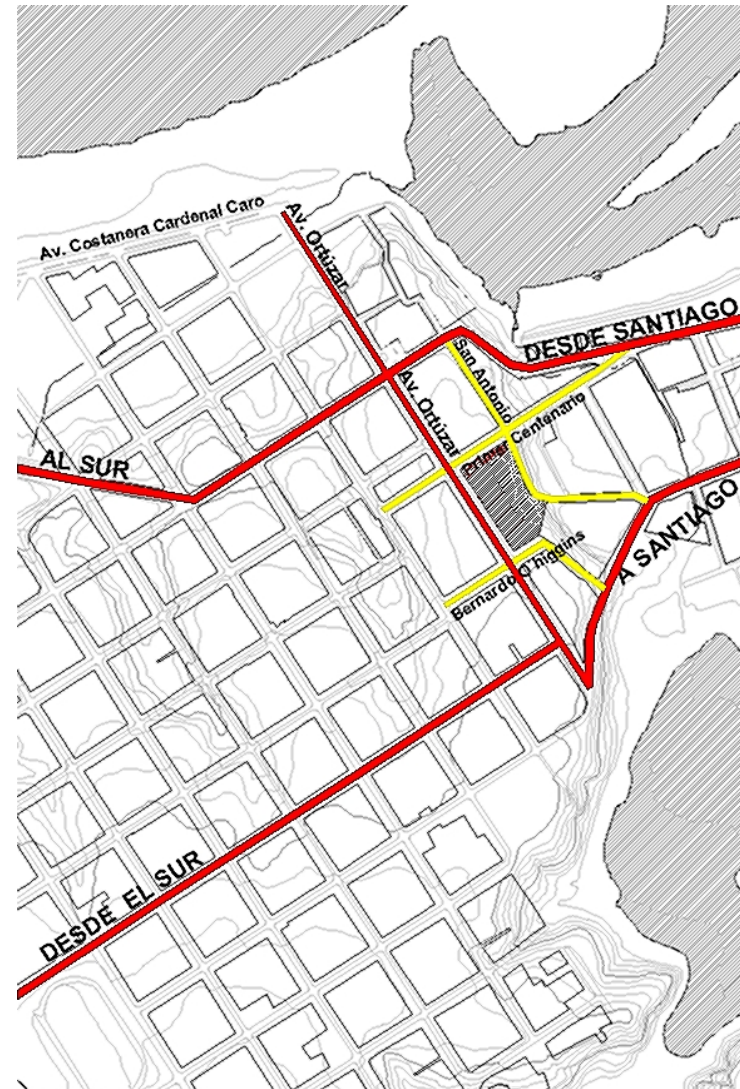 Av. Costanera Cardenal Caro
Av. Ortúzar
DESDE SANTIAGO
San Antonio
Av. Ortúzar
Primer Centenario
AL SUR
A SANTIAGO
Bernardo O'higgins
DESDE EL SUR